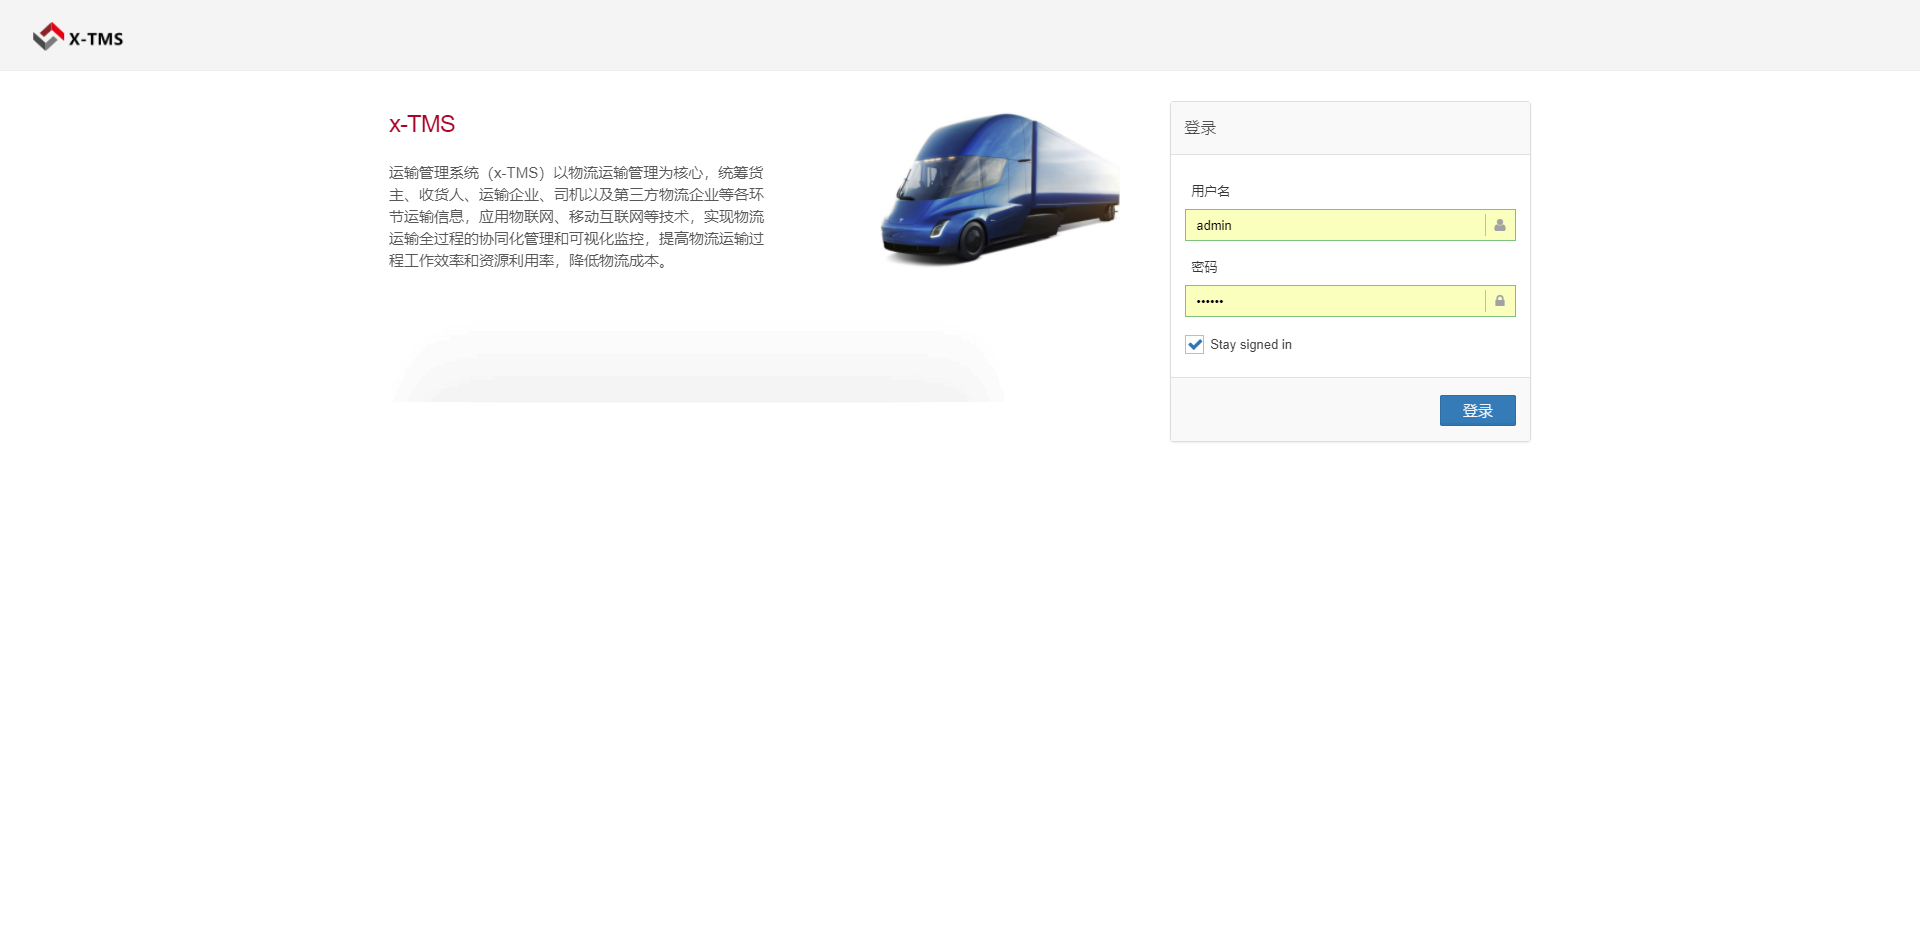 X-TMS
x-TMS
运输管理系统（x-TMS）以物流运输管理为核心，统筹货
主、收货人、运输企业、司机以及第三方物流企业等各环
节运输信息，应用物联网、移动互联网等技术，实现物流
运输全过程的协同化管理和可视化监控，提高物流运输过
程工作效率和资源利用率，降低物流成本。
登录
用户名
admin
密码
••••••
Stay signed in
登录